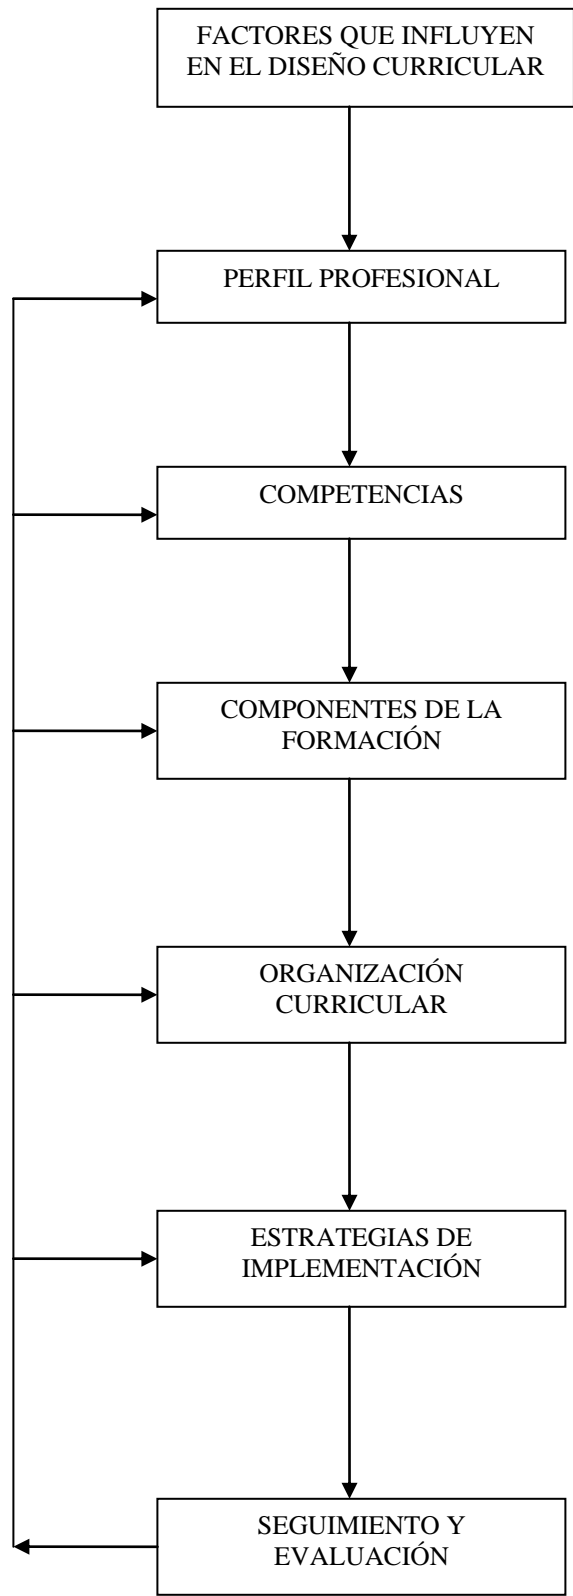 FACTORES QUE INFLUYEN
EN EL DISEÑO CURRICULAR
PERFIL PROFESIONAL
COMPETENCIAS
COMPONENTES DE LA
FORMACIÓN
ORGANIZACIÓN
CURRICULAR
ESTRATEGIAS DE
IMPLEMENTACIÓN
SEGUIMIENTO Y
EVALUACIÓN